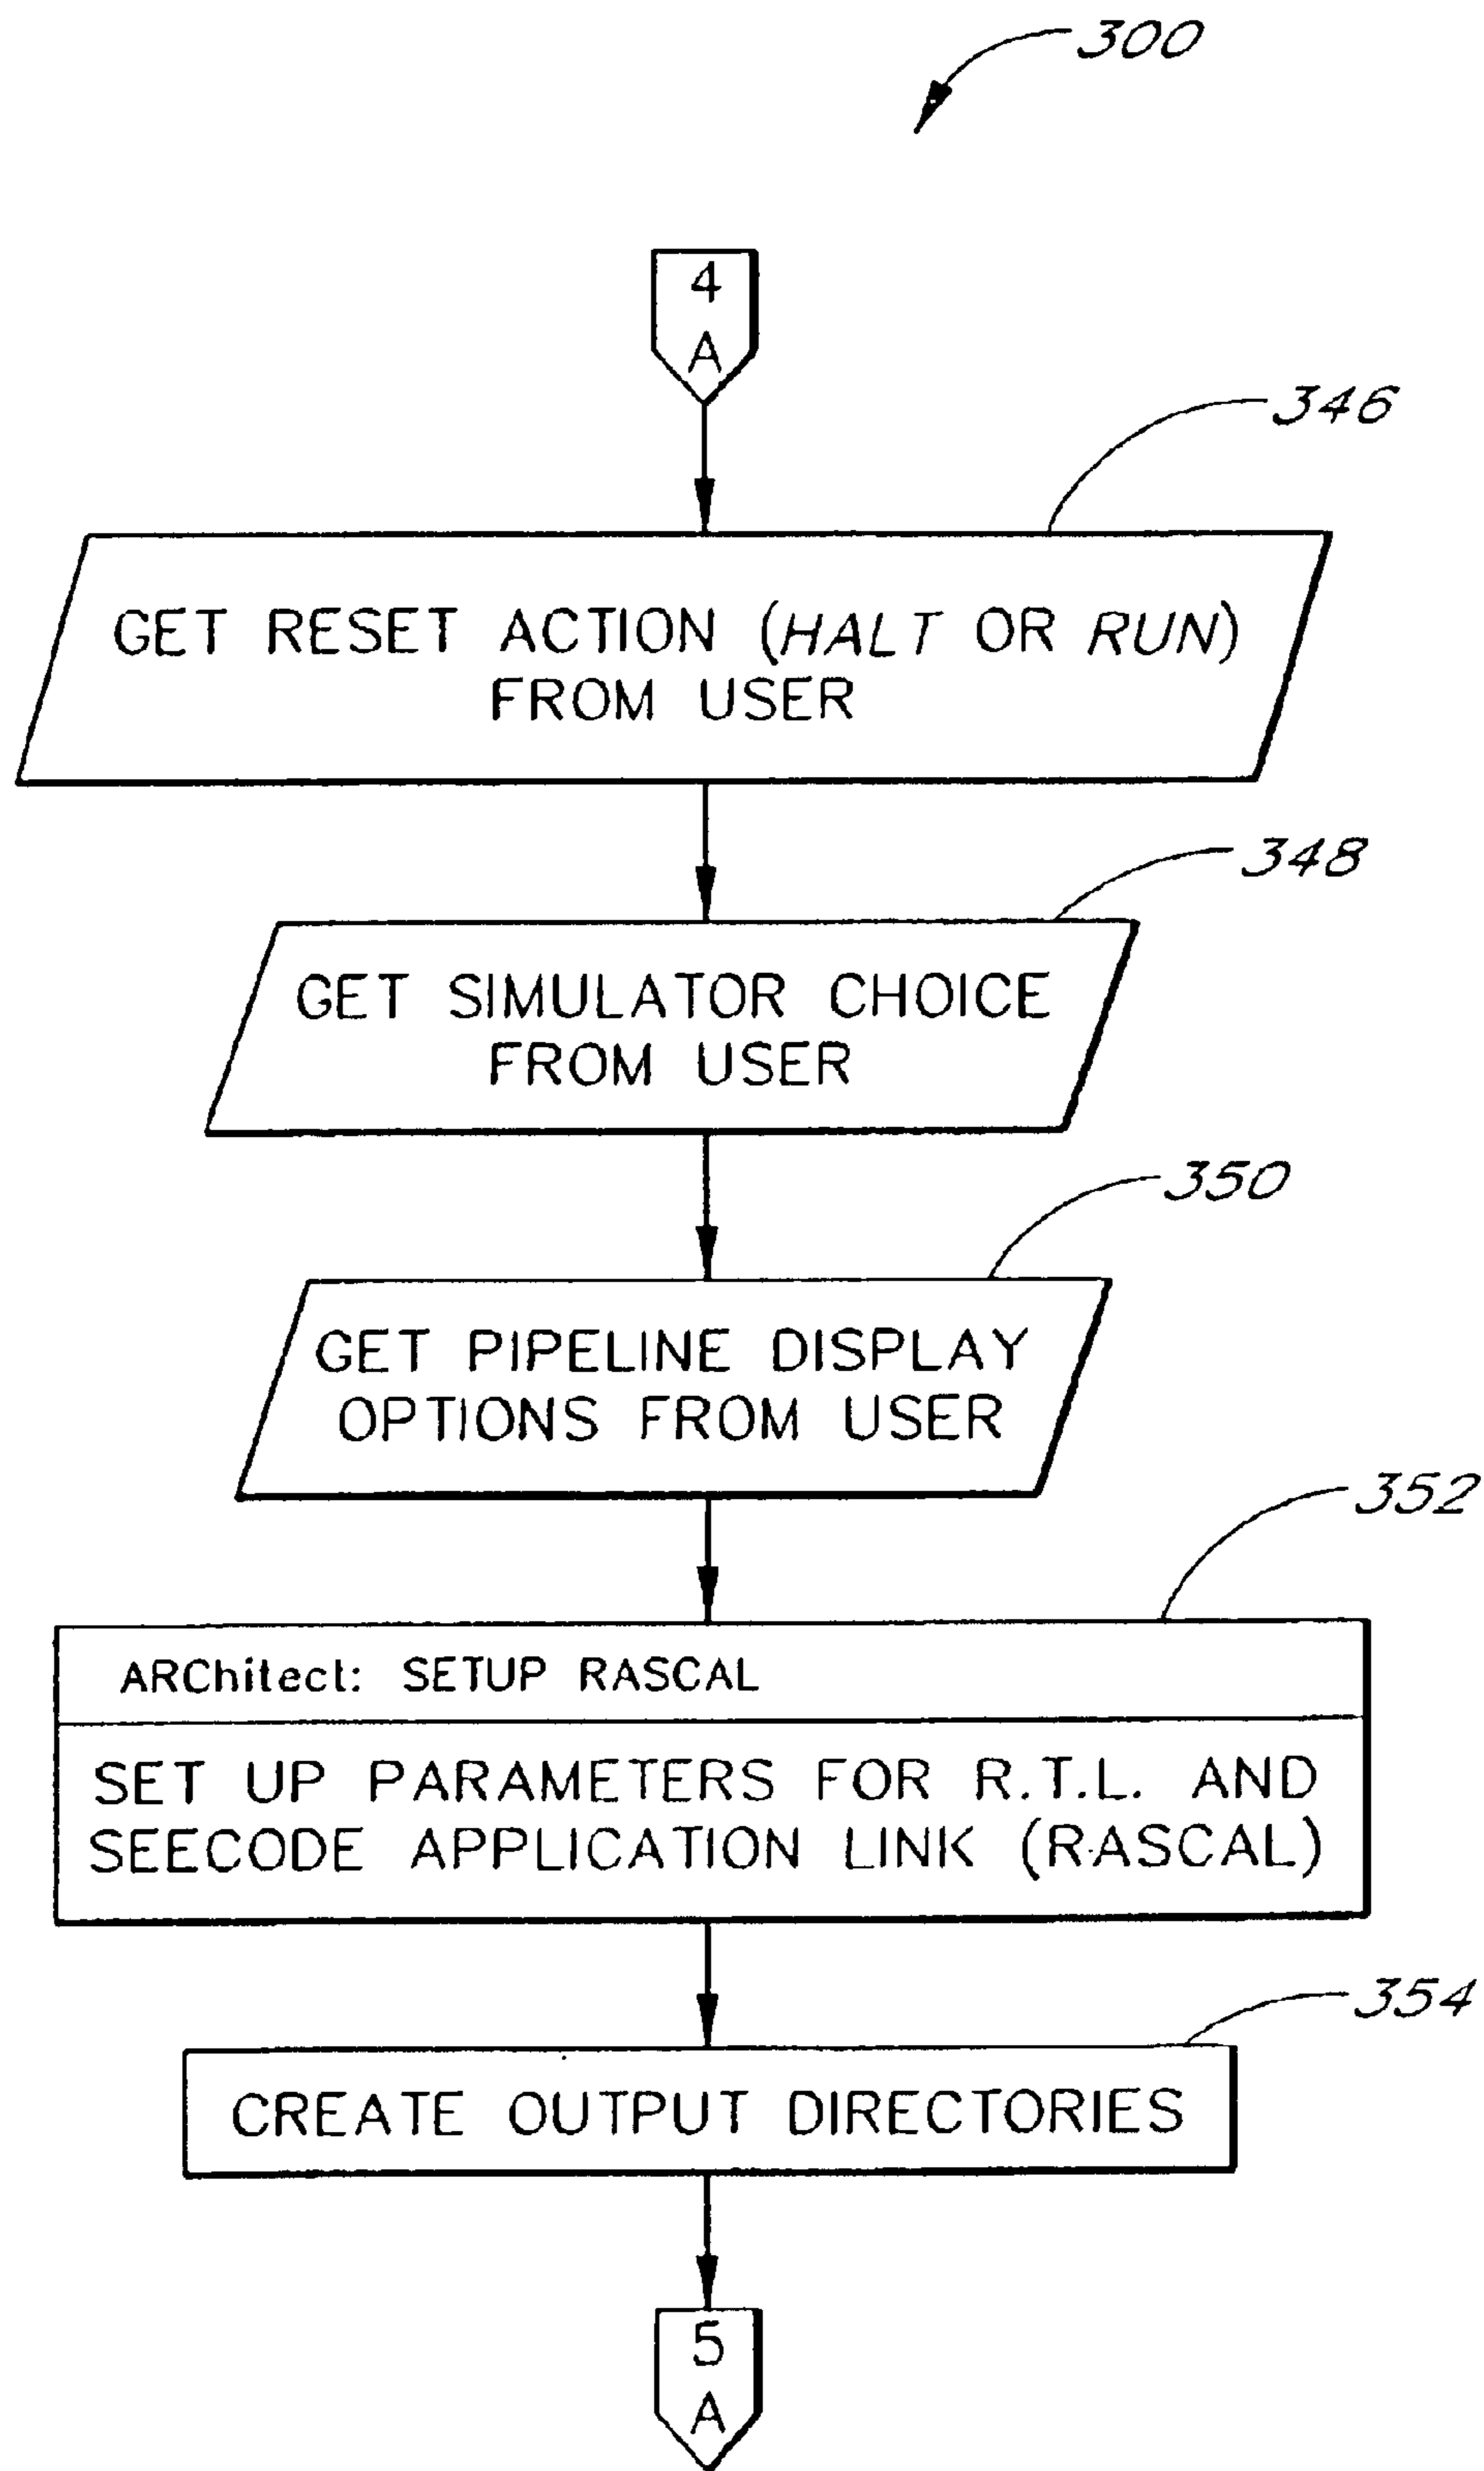 300
4
A
346
GET RESET ACTION (HALT OR RUN)
FROM USER
348
GET SIMULATOR CHOICE
FROM USER
350
GET PIPELINE DISPLAY
OPTIONS FROM USER
352
ARChitect: SETUP RASCAL
SET UP PARAMETERS FOR R.T.L. AND
SEECODE APPLICATION LINK (RASCAL)
354
CREATE OUTPUT DIRECTORIES
5
A